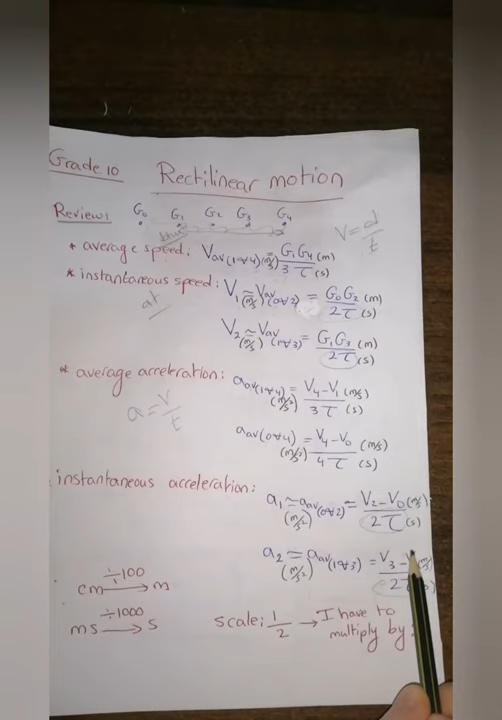 Grade 10
Rectilinear motion
Review:
G₀ G₁ G₂ G₃ G₄
V = d/t
* average speed: Vav(1→4)(m/s) = G₁G₄ (m) / 3τ (s)
* instantaneous speed: V₁ ≃ Vav(0→2) (m/s) = G₀G₂ (m) / 2τ (s)
at
V₂ ≃ Vav(1→3) (m/s) = G₁G₃ (m) / 2τ (s)
* average accleration: aav(1→4) (m/s²) = V₄ - V₁ (m/s) / 3τ (s)
a = V/t
aav(0→4) (m/s²) = V₄ - V₀ (m/s) / 4τ (s)
instantaneous acceleration:
a₁ ≃ aav(0→2) (m/s²) = V₂ - V₀ (m/s) / 2τ (s)
a₂ ≃ aav(1→3) (m/s²) = V₃ -
÷100
cm → m
÷1000
ms → s
scale: 1/2 → I have to
multiply by